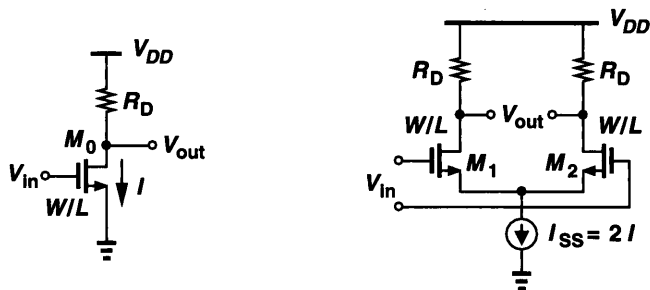 V_DD
R_D
M_0
V_out
V_in
I
W/L
V_DD
R_D
R_D
V_out
W/L
W/L
M_1
M_2
V_in
I_SS = 2 I